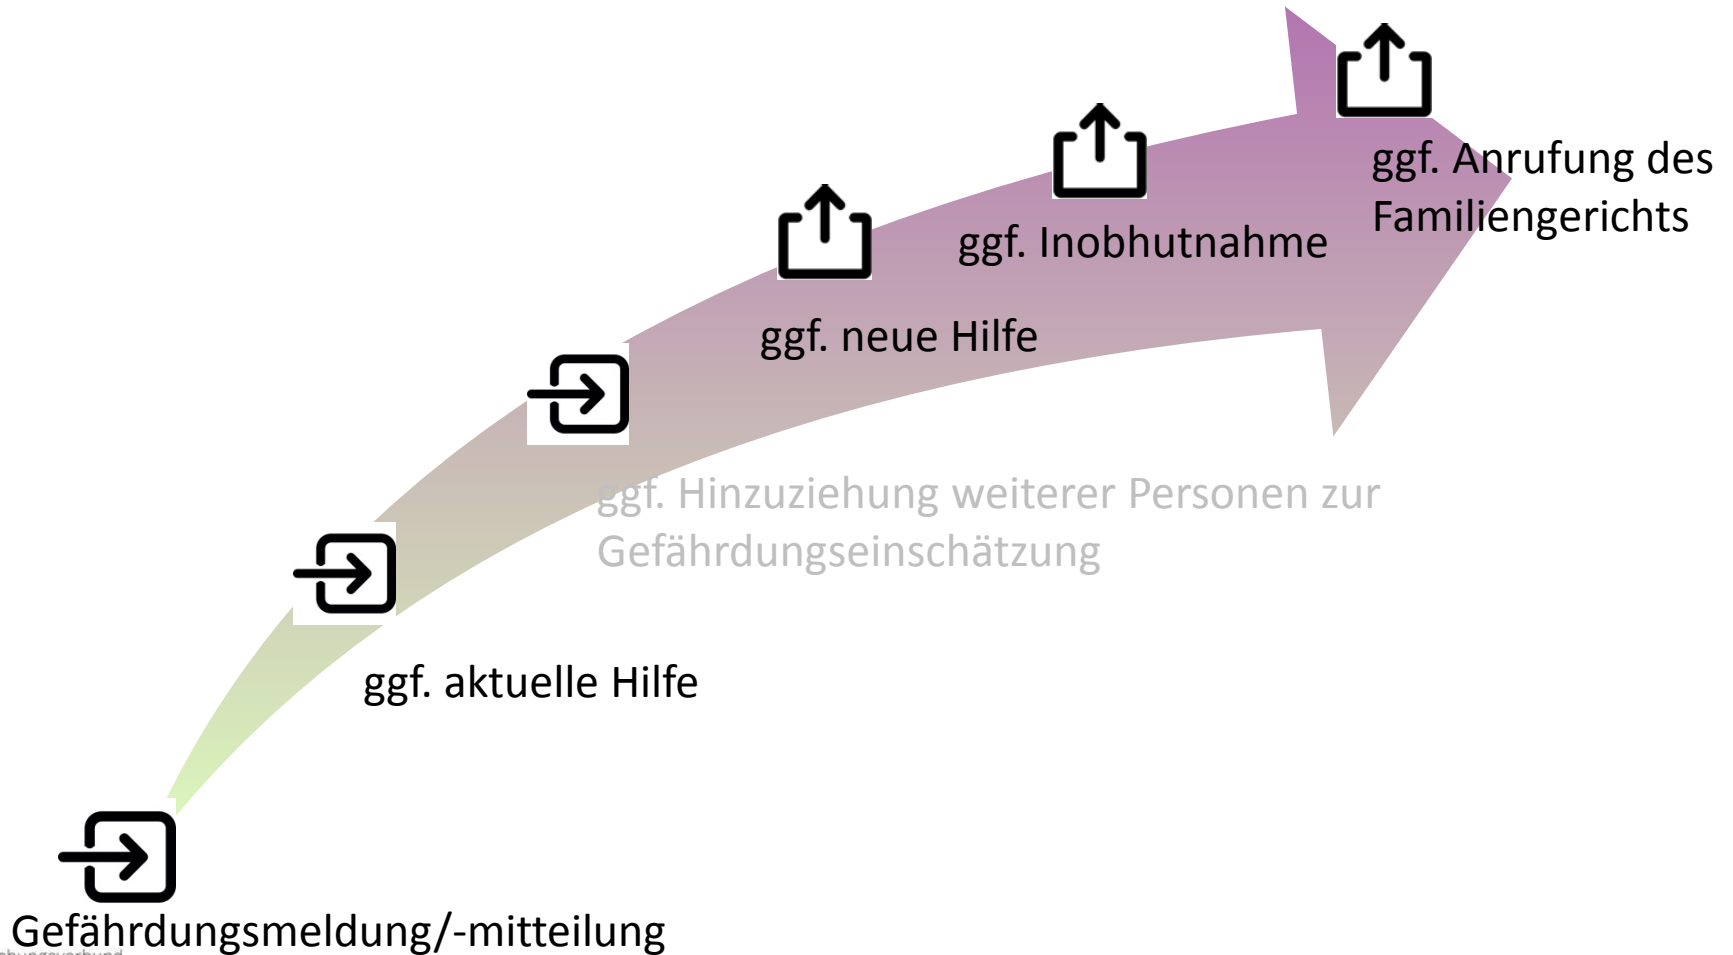 ggf. Anrufung des
Familiengerichts
ggf. Inobhutnahme
ggf. neue Hilfe
ggf. Hinzuziehung weiterer Personen zur
Gefährdungseinschätzung
ggf. aktuelle Hilfe
Gefährdungsmeldung/-mitteilung